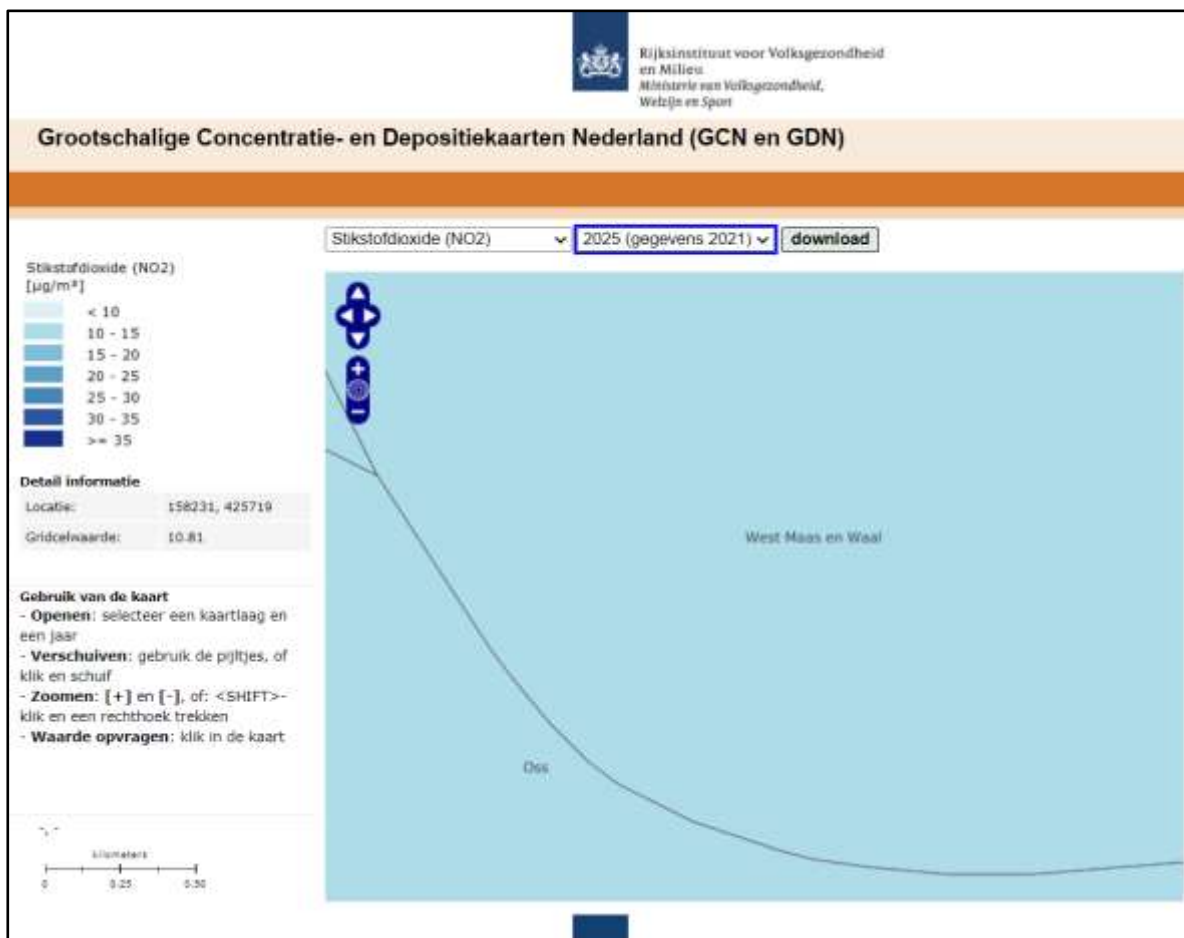 Rijksinstituut voor Volksgezondheid
en Milieu
Ministerie van Volksgezondheid,
Welzijn en Sport
Grootschalige Concentratie- en Depositiekaarten Nederland (GCN en GDN)
Stikstofdioxide (NO2)
2025 (gegevens 2021)
download
Stikstofdioxide (NO2)
[µg/m³]
< 10
10 - 15
15 - 20
20 - 25
25 - 30
30 - 35
>= 35
Detail informatie
Locatie: 158231, 425719
Gridcelwaarde: 10.81
West Maas en Waal
Gebruik van de kaart
- Openen: selecteer een kaartlaag en
een jaar
- Verschuiven: gebruik de pijltjes, of
klik en schuif
- Zoomen: [+] en [-], of: <SHIFT>-
klik en een rechthoek trekken
- Waarde opvragen: klik in de kaart
Oss
kilometers
0 0.25 0.50